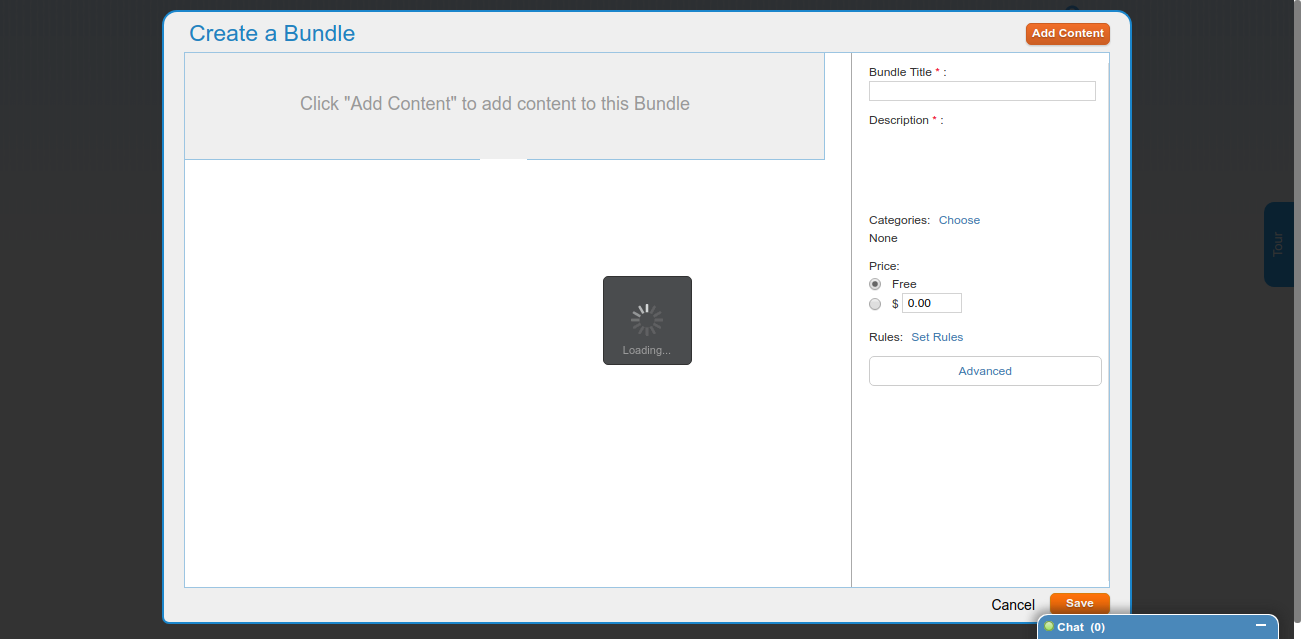 Create a Bundle
Add Content
Click "Add Content" to add content to this Bundle
Bundle Title * :
Description * :
Categories: Choose
None
Price:
Free
$ 0.00
Rules: Set Rules
Advanced
Loading...
Tour
Cancel
Save
Chat (0)